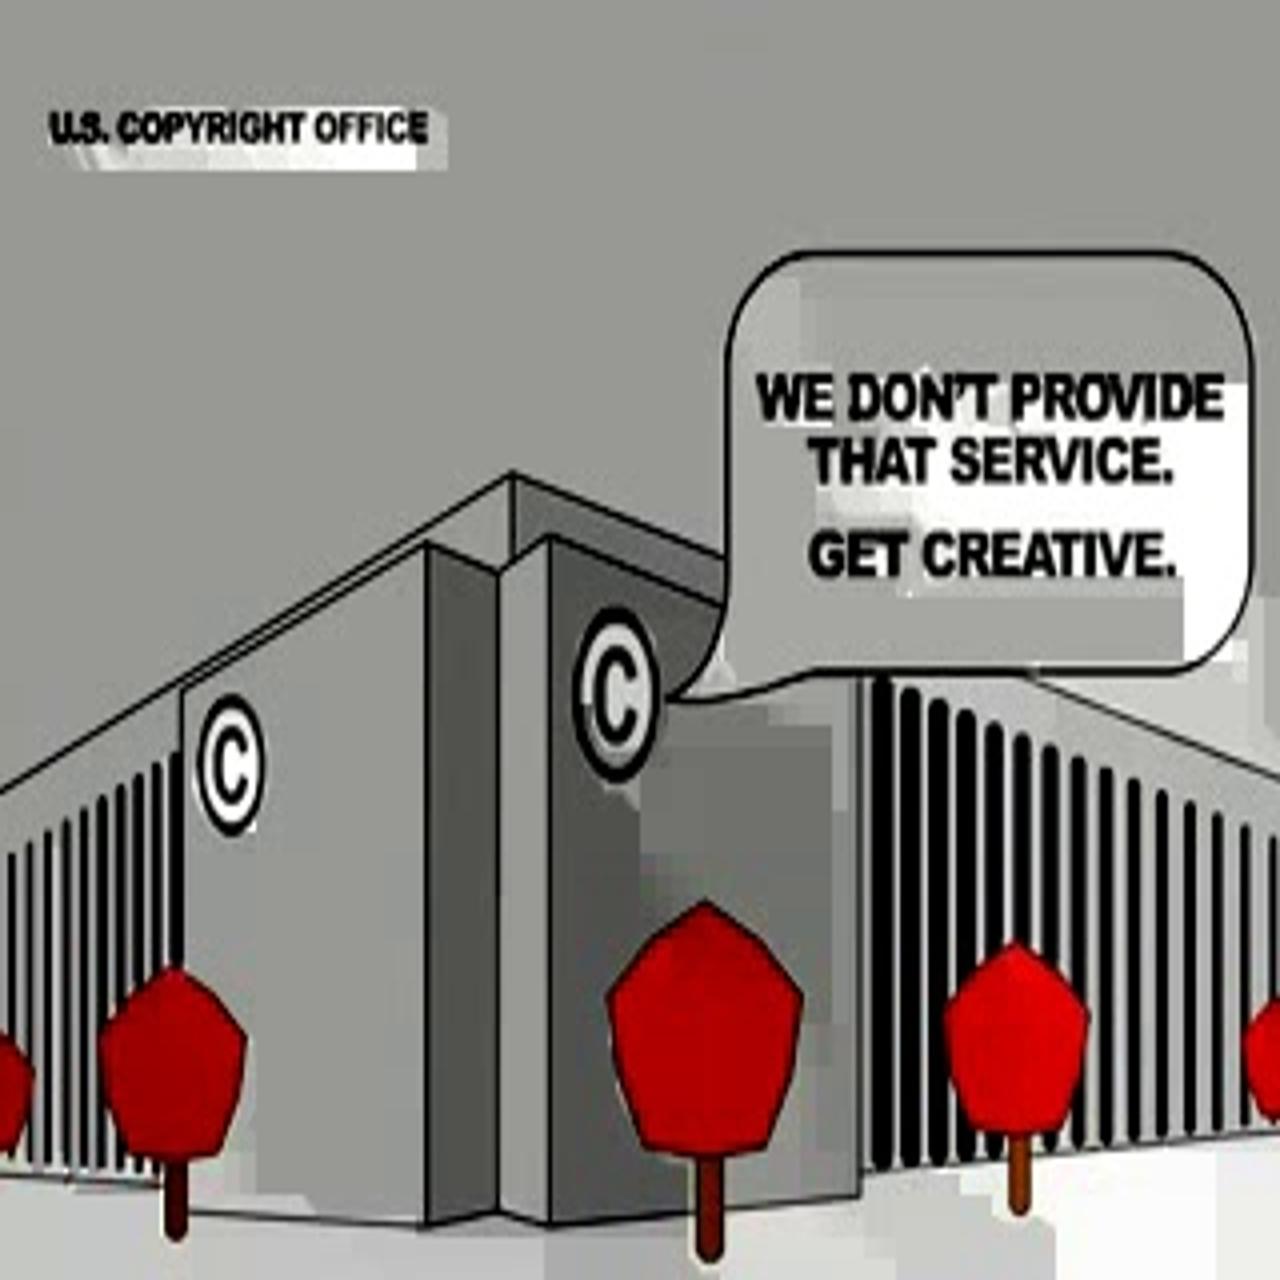 U.S. COPYRIGHT OFFICE
WE DON'T PROVIDE
THAT SERVICE.
GET CREATIVE.
©
©